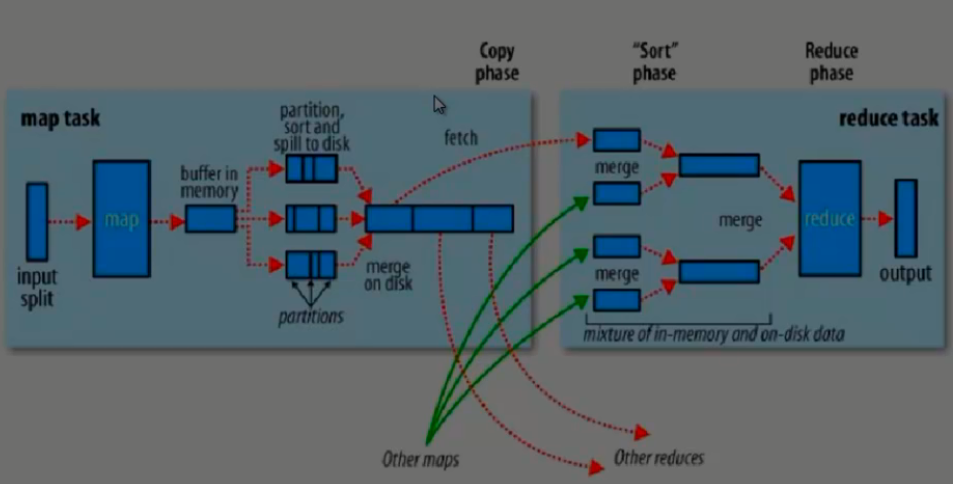 Copy
phase
"Sort"
phase
Reduce
phase
map task
partition,
sort and
spill to disk
fetch
reduce task
buffer in
memory
merge
map
merge
reduce
input
split
merge
on disk
merge
output
partitions
mixture of in-memory and on-disk data
Other maps
Other reduces